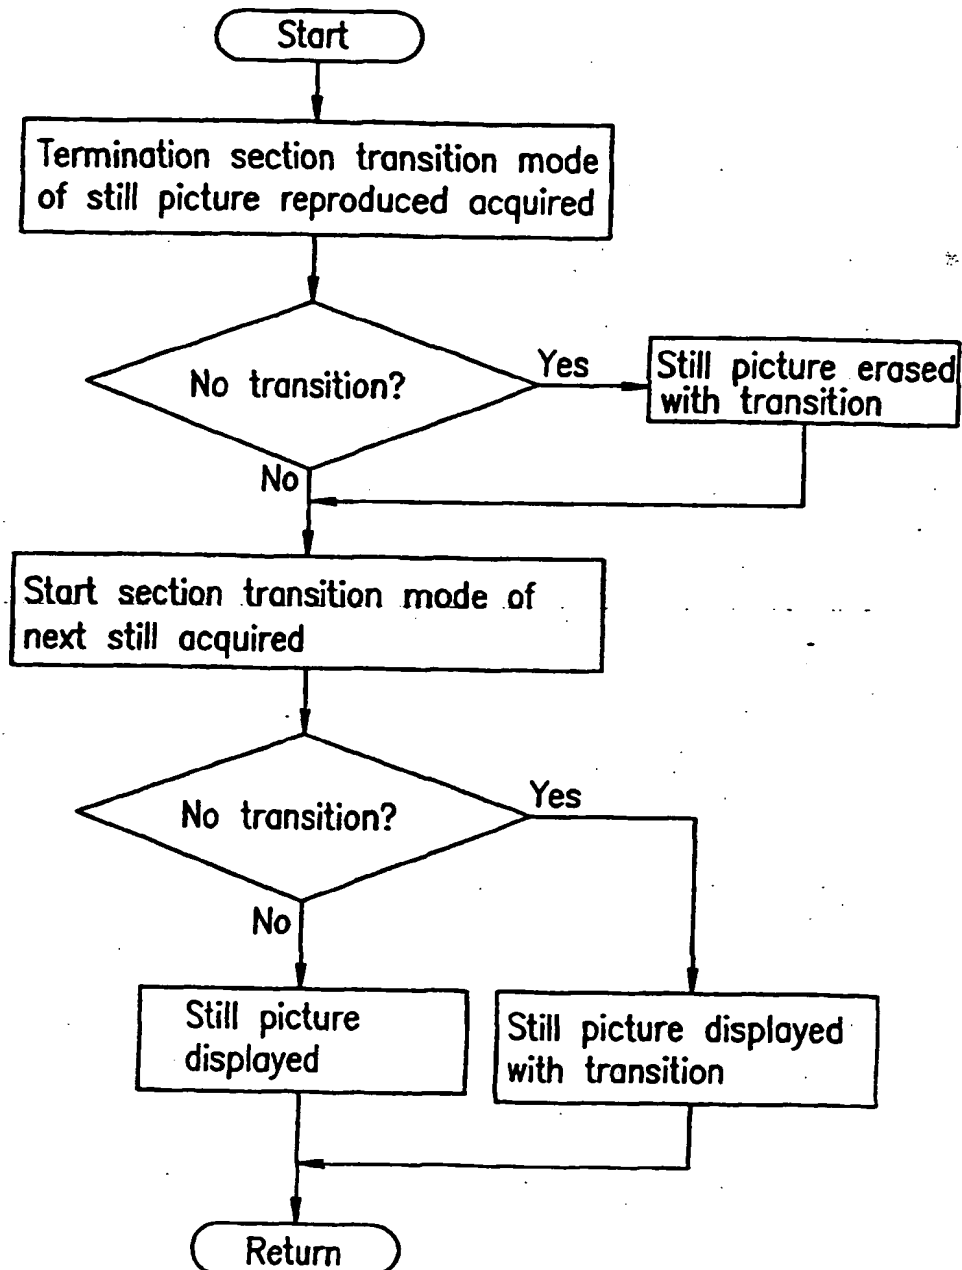 Start
Termination section transition mode
of still picture reproduced acquired
No transition?
Yes
Still picture erased
with transition
No
Start section transition mode of
next still acquired
No transition?
Yes
No
Still picture
displayed
Still picture displayed
with transition
Return